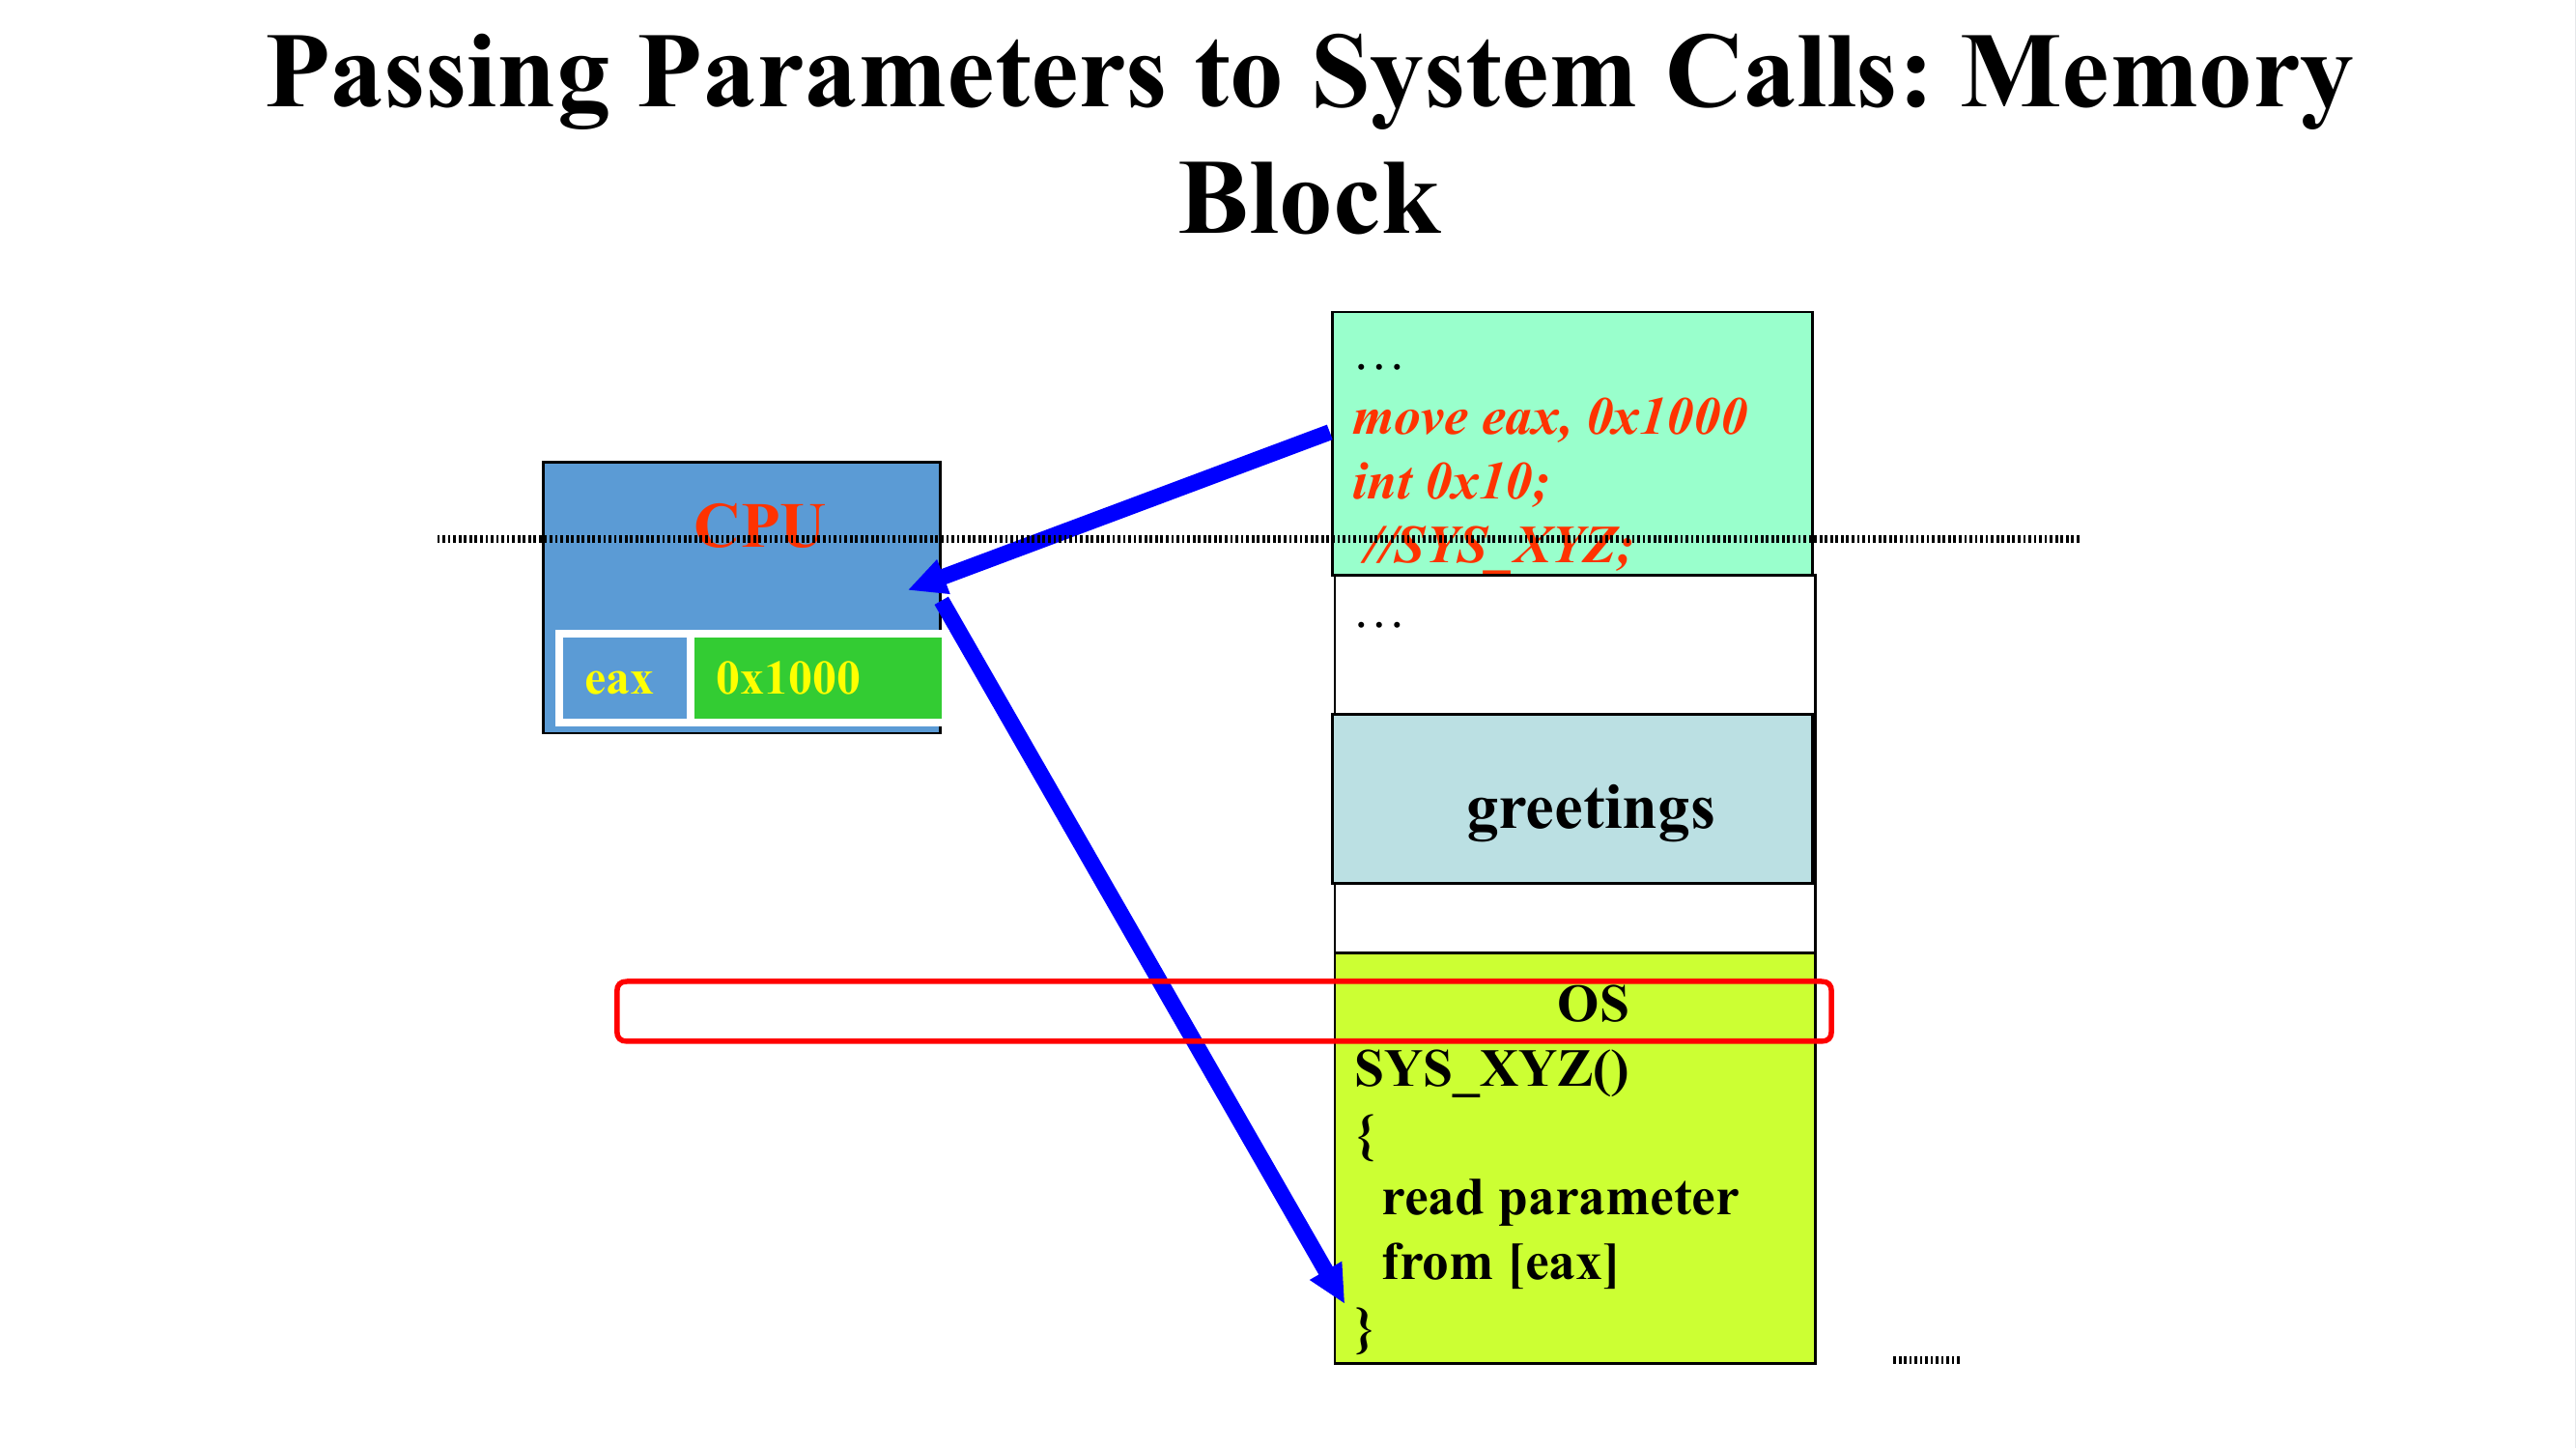 Passing Parameters to System Calls: Memory
Block
…
move eax, 0x1000
int 0x10;
//SYS_XYZ;
CPU
eax 0x1000
…
greetings
OS
SYS_XYZ()
{
read parameter
from [eax]
}